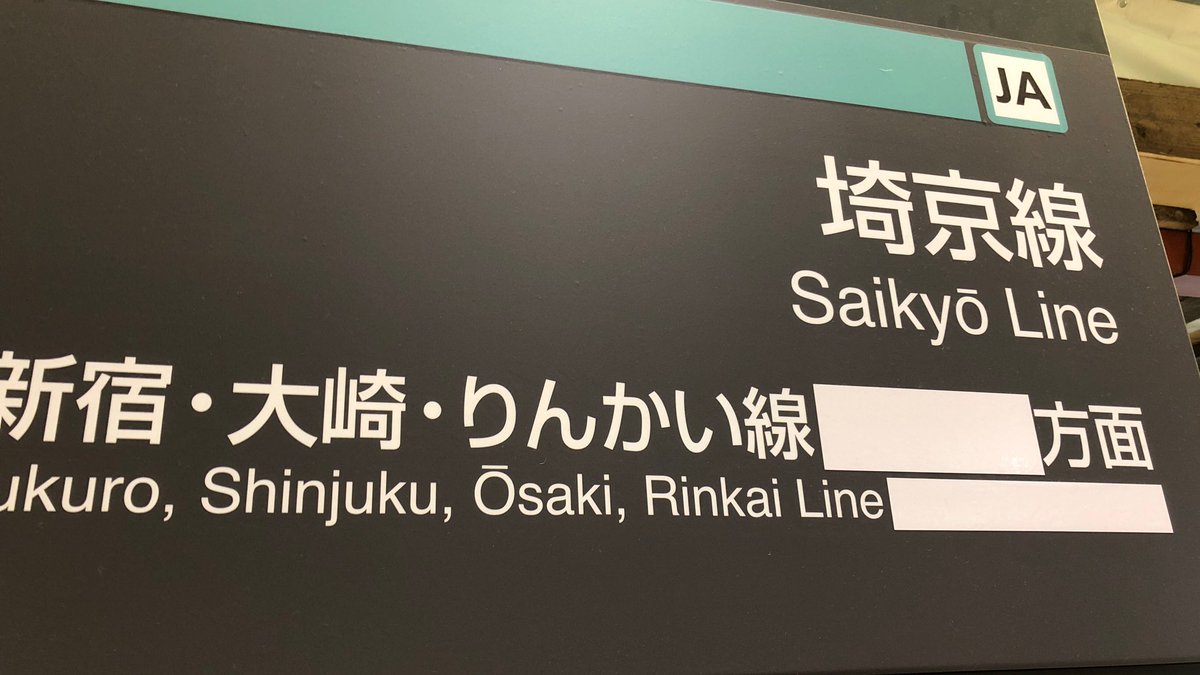 JA
埼京線
Saikyō Line
新宿・大崎・りんかい線 方面
ukuro, Shinjuku, Ōsaki, Rinkai Line